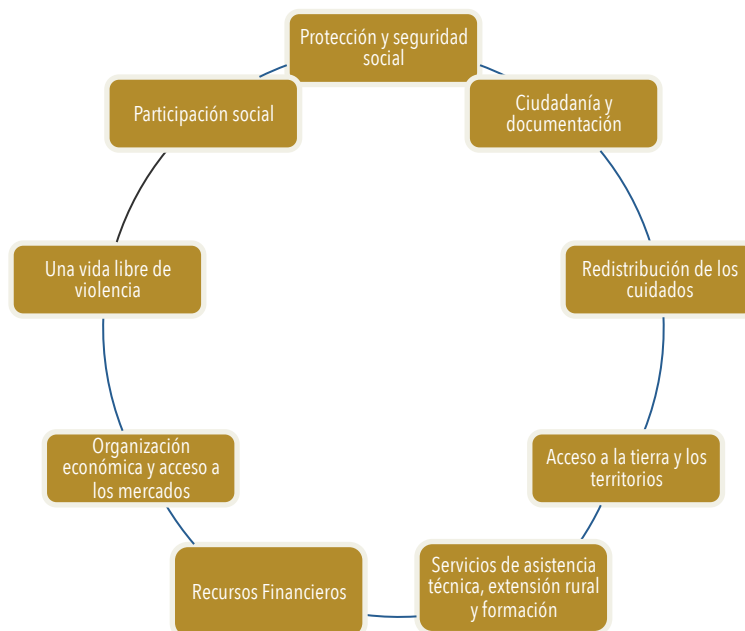 Protección y seguridad
social
Ciudadanía y
documentación
Redistribución de los
cuidados
Acceso a la tierra y los
territorios
Servicios de asistencia
técnica, extensión rural
y formación
Recursos Financieros
Organización
económica y acceso a
los mercados
Una vida libre de
violencia
Participación social